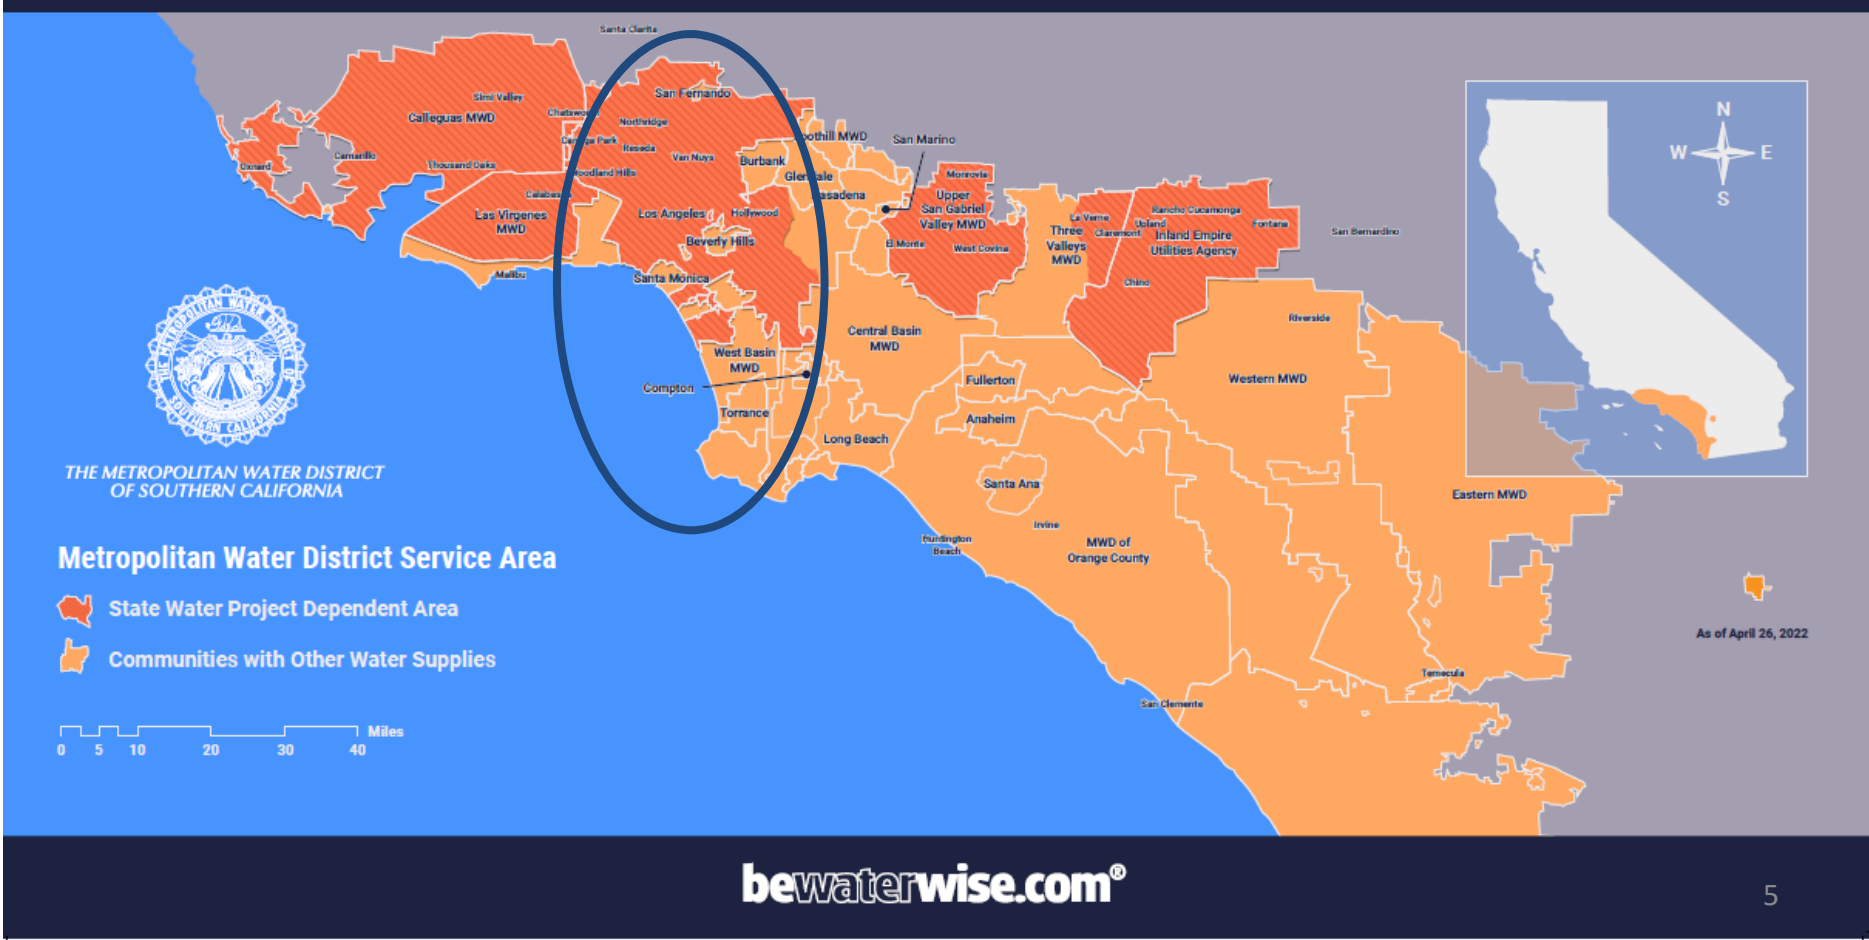 Santa Clarita
San Fernando
Simi Valley
Calleguas MWD
Chatsworth
Northridge
Canoga Park
Reseda
Van Nuys
Burbank
Foothill MWD
San Marino
Oxnard
Camarillo
Thousand Oaks
Woodland Hills
Glendale
Pasadena
Monrovia
Calabasas
Las Virgenes
MWD
Los Angeles
Hollywood
Beverly Hills
Upper
San Gabriel
Valley MWD
El Monte
West Covina
La Verne
Claremont
Three
Valleys
MWD
Rancho Cucamonga
Upland
Fontana
Inland Empire
Utilities Agency
San Bernardino
Chino
Malibu
Santa Monica
Riverside
Central Basin
MWD
West Basin
MWD
Compton
Fullerton
Western MWD
Torrance
Anaheim
Long Beach
Santa Ana
Eastern MWD
Irvine
Huntington
Beach
MWD of
Orange County
Temecula
San Clemente
N
W
E
S
THE METROPOLITAN WATER DISTRICT OF SOUTHERN CALIFORNIA
THE METROPOLITAN WATER DISTRICT
OF SOUTHERN CALIFORNIA
Metropolitan Water District Service Area
State Water Project Dependent Area
Communities with Other Water Supplies
Miles
0 5 10 20 30 40
As of April 26, 2022
bewaterwise.com®
5